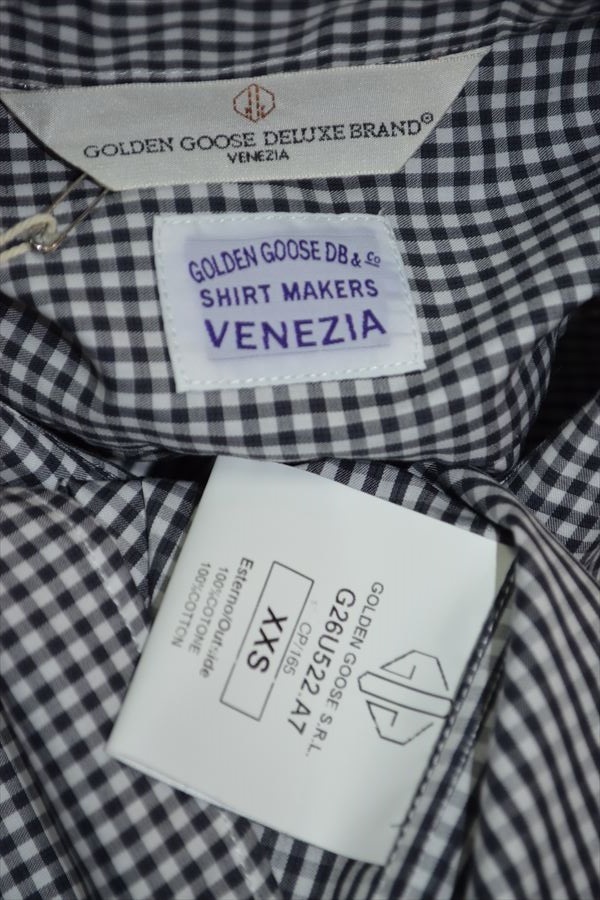 GOLDEN GOOSE DELUXE BRAND®
VENEZIA
GOLDEN GOOSE DB & Co
SHIRT MAKERS
VENEZIA
GOLDEN GOOSE S.R.L.
G26U522.A7
CP/165
XXS
Esterno/Outside
100%COTONE
100%COTTON